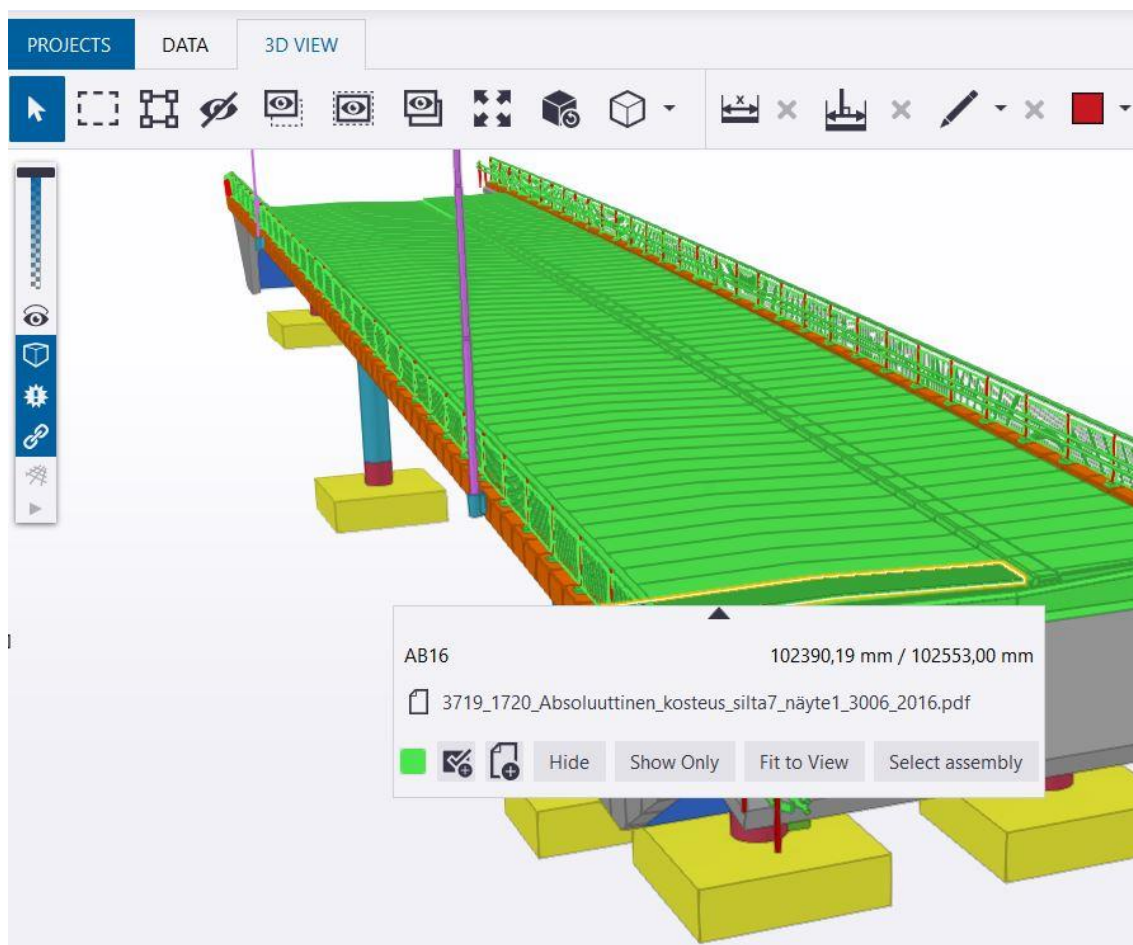 PROJECTS DATA 3D VIEW
AB16 102390,19 mm / 102553,00 mm
3719_1720_Absoluuttinen_kosteus_silta7_näyte1_3006_2016.pdf
Hide Show Only Fit to View Select assembly